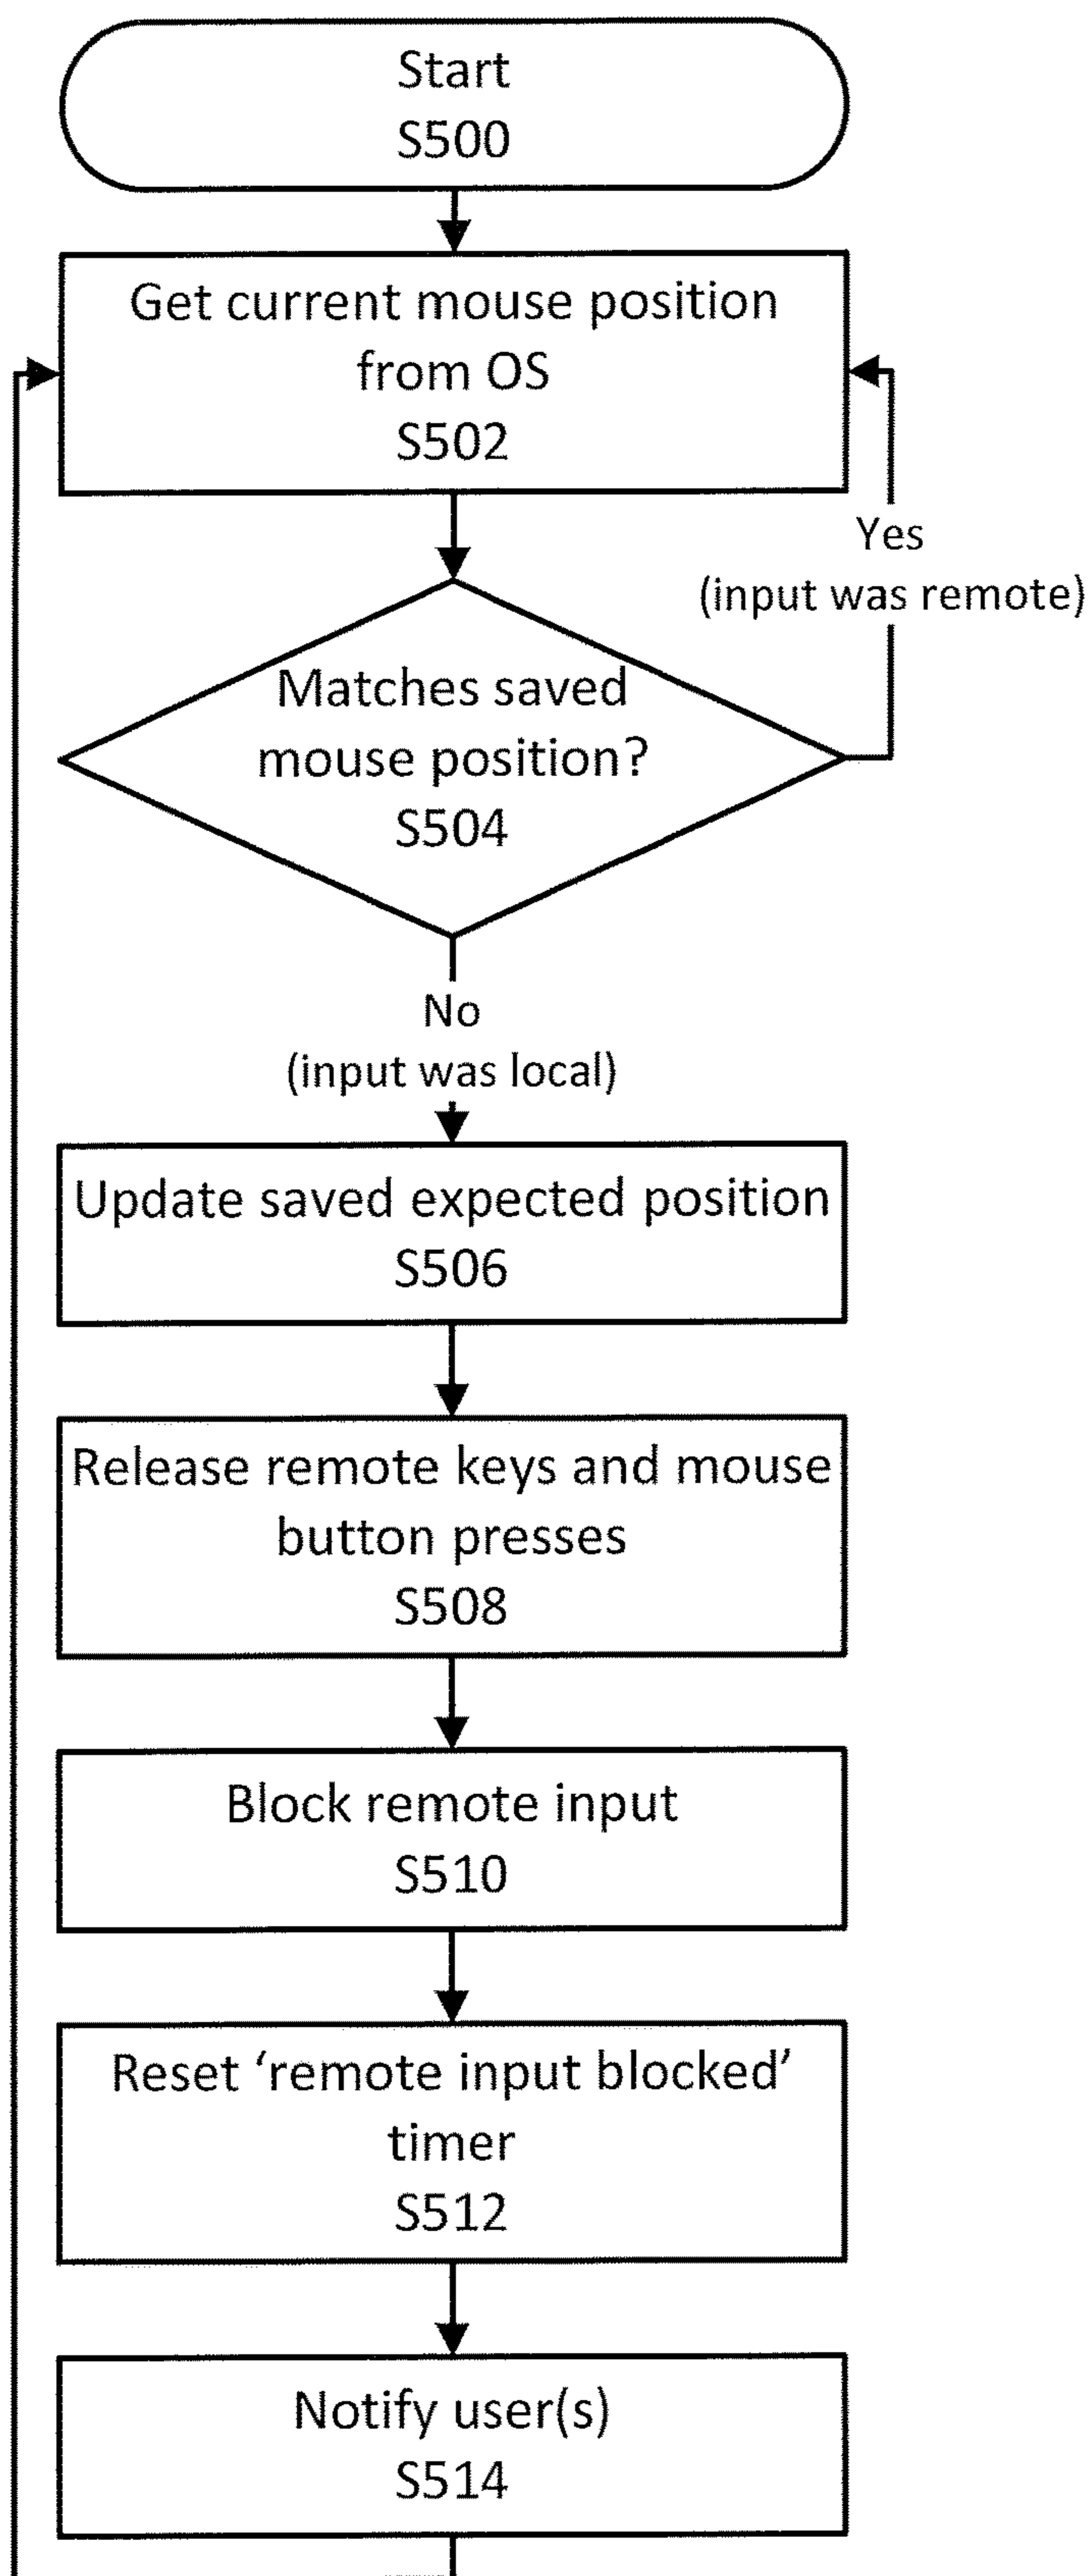 Start
S500
Get current mouse position
from OS
S502
Yes
(input was remote)
Matches saved
mouse position?
S504
No
(input was local)
Update saved expected position
S506
Release remote keys and mouse
button presses
S508
Block remote input
S510
Reset ‘remote input blocked’
timer
S512
Notify user(s)
S514